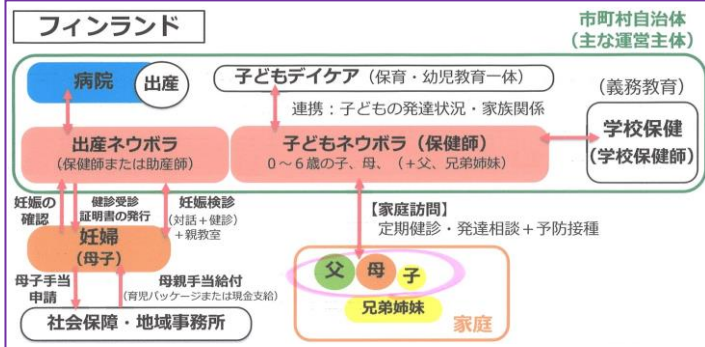 フィンランド
市町村自治体
(主な運営主体)
病院
出産
子どもデイケア(保育・幼児教育一体)
(義務教育)
連携:子どもの発達状況・家族関係
学校保健
(学校保健師)
出産ネウボラ
(保健師または助産師)
子どもネウボラ(保健師)
0~6歳の子、母、(+父、兄弟姉妹)
妊娠の
確認
健診受診
証明書の発行
妊娠検診
(対話+健診)
+親教室
【家庭訪問】
定期健診・発達相談+予防接種
妊婦
(母子)
父
母
子
兄弟姉妹
家庭
母子手当
申請
母親手当給付
(育児パッケージまたは現金支給)
社会保障・地域事務所